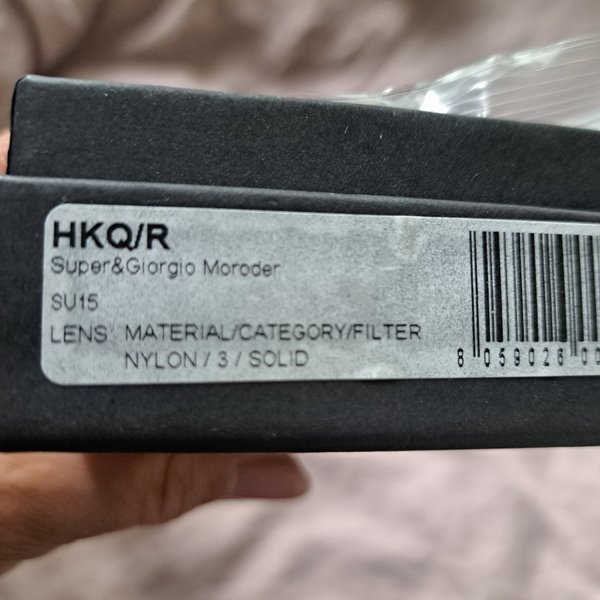 HKQ/R
Super&Giorgio Moroder
SU15
LENS MATERIAL/CATEGORY/FILTER
NYLON / 3 / SOLID
8 059026 00